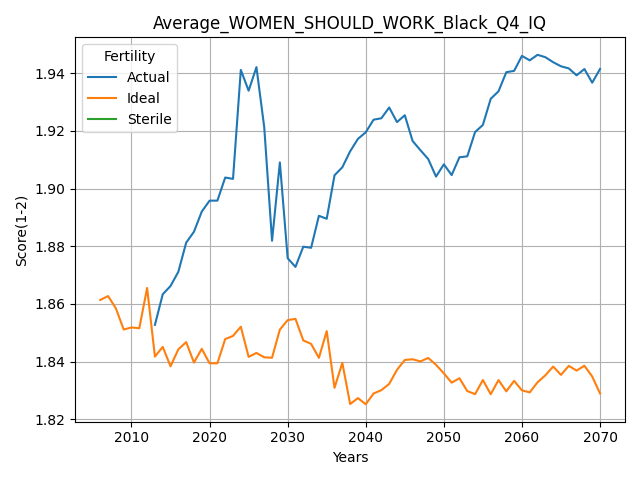 Average_WOMEN_SHOULD_WORK_Black_Q4_IQ
Fertility
Actual
Ideal
Sterile
Score(1-2)
1.94
1.92
1.90
1.88
1.86
1.84
1.82
2010 2020 2030 2040 2050 2060 2070
Years